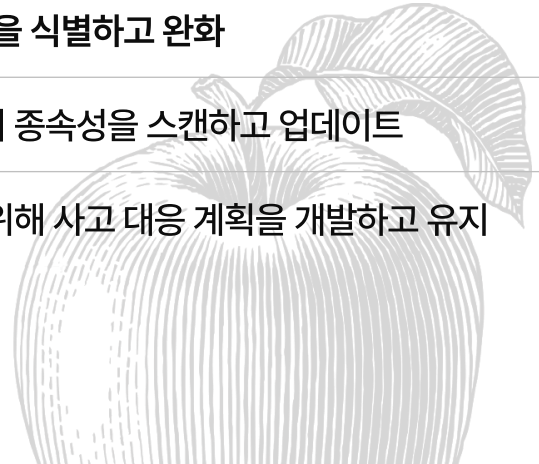 을 식별하고 완화
종속성을 스캔하고 업데이트
위해 사고 대응 계획을 개발하고 유지